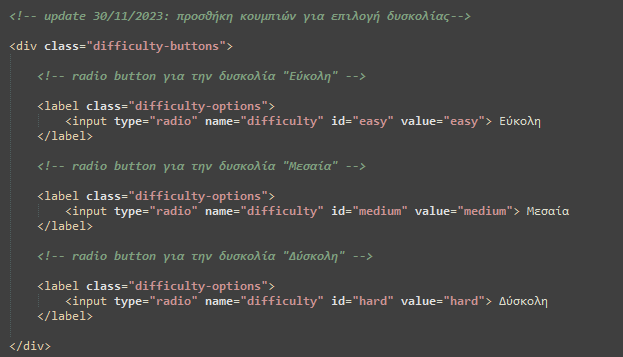 <!-- update 30/11/2023: προσθήκη κουμπιών για επιλογή δυσκολίας-->
<div class="difficulty-buttons">
<!-- radio button για την δυσκολία "Εύκολη" -->
<label class="difficulty-options">
<input type="radio" name="difficulty" id="easy" value="easy"> Εύκολη
</label>
<!-- radio button για την δυσκολία "Μεσαία" -->
<label class="difficulty-options">
<input type="radio" name="difficulty" id="medium" value="medium"> Μεσαία
</label>
<!-- radio button για την δυσκολία "Δύσκολη" -->
<label class="difficulty-options">
<input type="radio" name="difficulty" id="hard" value="hard"> Δύσκολη
</label>
</div>